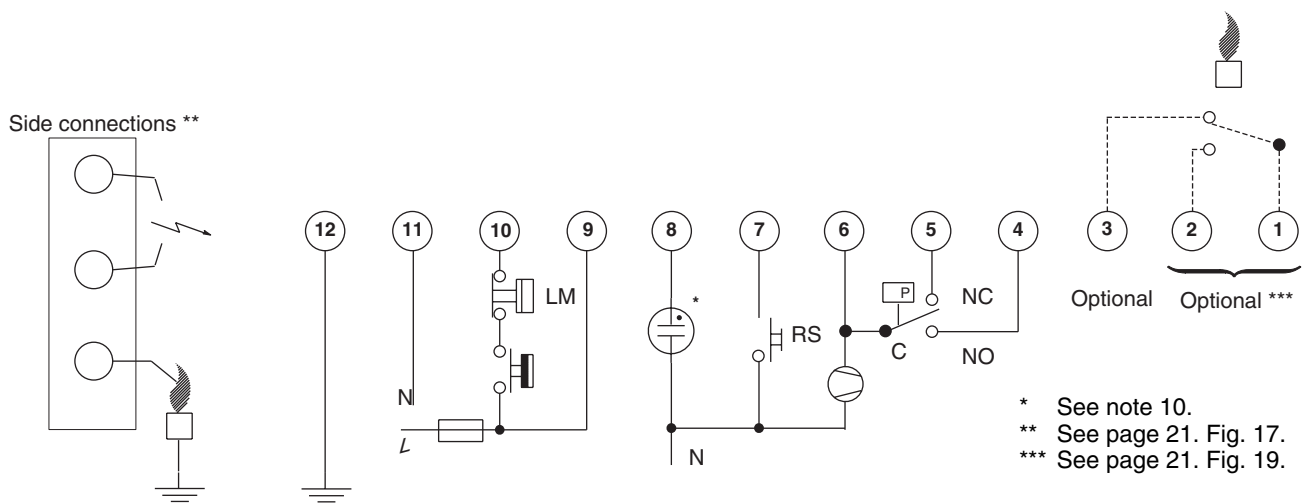 Side connections **
12 11 10 9 8 7 6 5 4 3 2 1
LM
*
P
NC
RS
C
NO
Optional
Optional ***
N
L
N
* See note 10.
** See page 21. Fig. 17.
*** See page 21. Fig. 19.